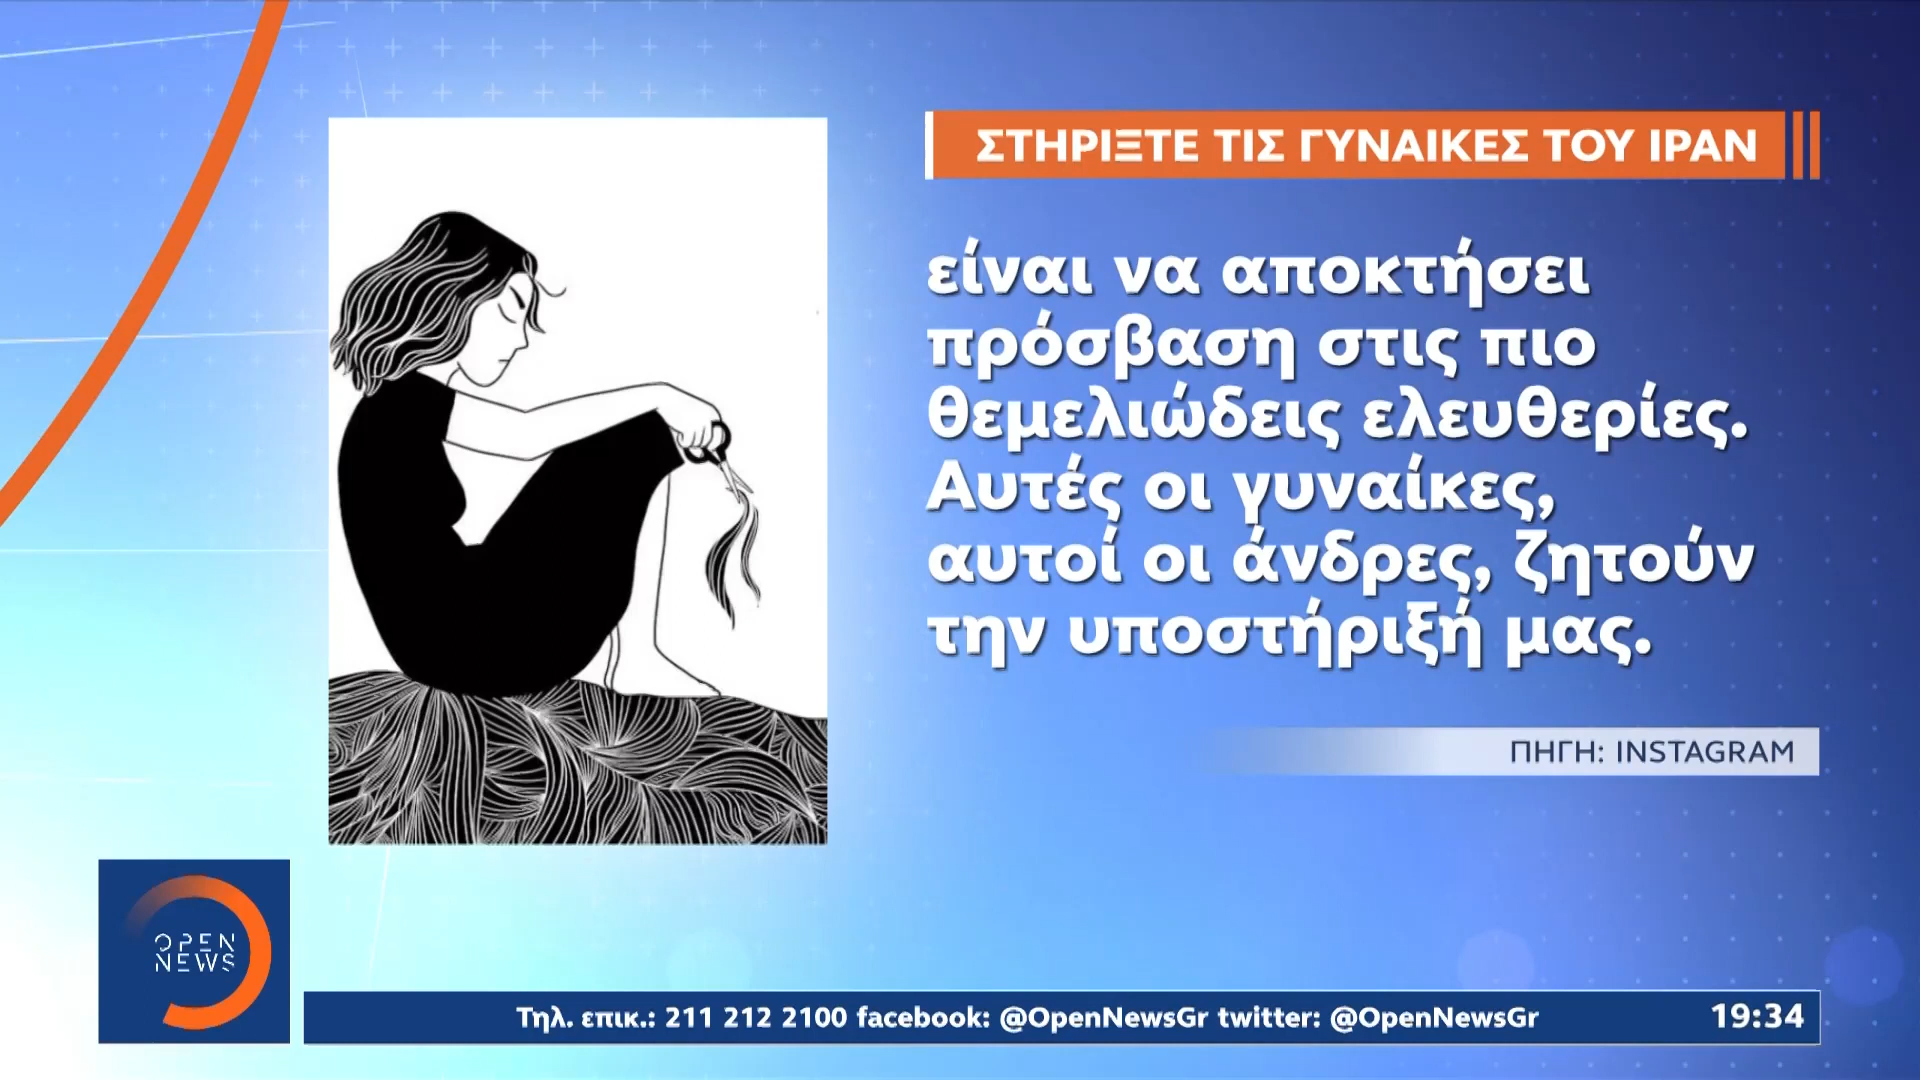 ΣΤΗΡΙΞΤΕ ΤΙΣ ΓΥΝΑΙΚΕΣ ΤΟΥ ΙΡΑΝ
είναι να αποκτήσει
πρόσβαση στις πιο
θεμελιώδεις ελευθερίες.
Αυτές οι γυναίκες,
αυτοί οι άνδρες, ζητούν
την υποστήριξή μας.
ΠΗΓΗ: INSTAGRAM
OPEN
NEWS
Τηλ. επικ.: 211 212 2100 facebook: @OpenNewsGr twitter: @OpenNewsGr
19:34